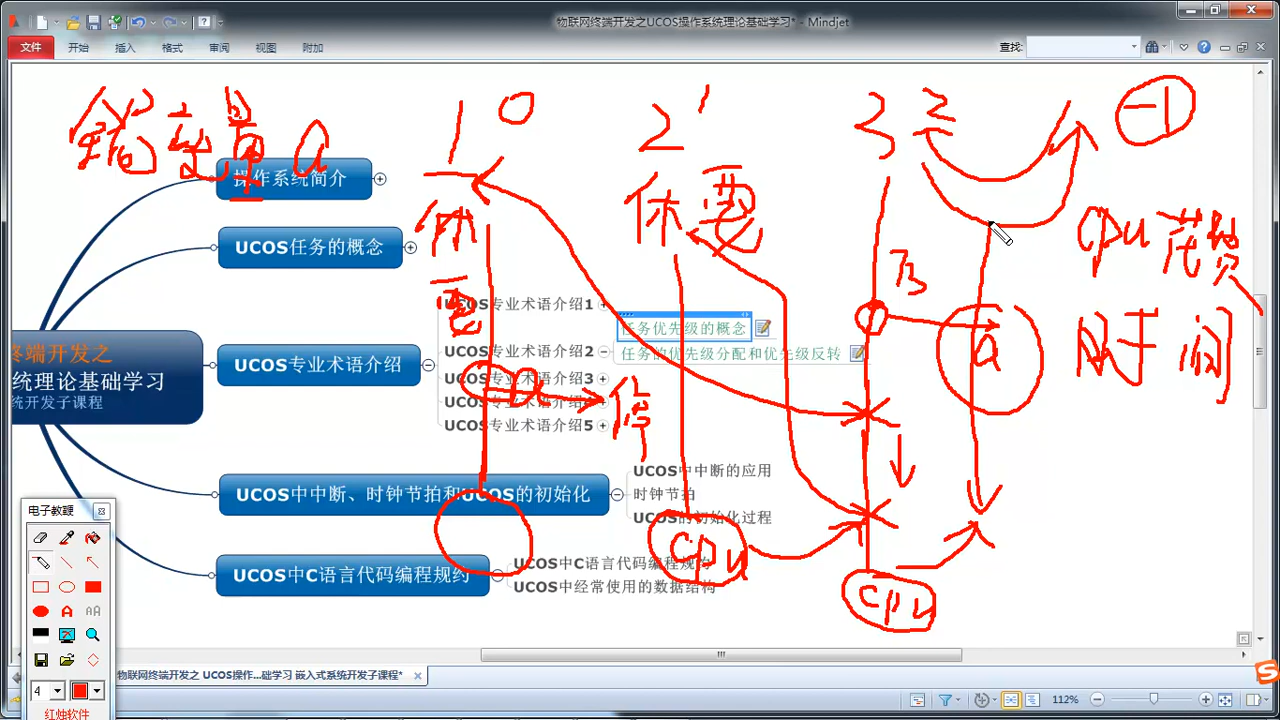 物联网终端开发之UCOS操作系统理论基础学习* - Mindjet
文件 开始 插入 格式 审阅 视图 附加 查找:
变量 a
1 0 2 1 3 2 -1
操作系统简介
休 休
UCOS任务的概念
cpu
时间
UCOS专业术语介绍1
任务优先级的概念
终端开发之
UCOS专业术语介绍
UCOS专业术语介绍2
任务的优先级分配和优先级反转
a
统理论基础学习
UCOS专业术语介绍3
统开发子课程
停
UCOS专业术语介绍5
UCOS中中断的应用
UCOS中中断、时钟节拍和UCOS的初始化
时钟节拍
UCOS的初始化过程
电子教鞭
cpu
UCOS中C语言代码编程规约
UCOS中C语言代码编程规
UCOS中经常使用的数据结构
cpu
物联网终端开发之 UCOS操作...础学习 嵌入式系统开发子课程*
4
112%
红烛软件